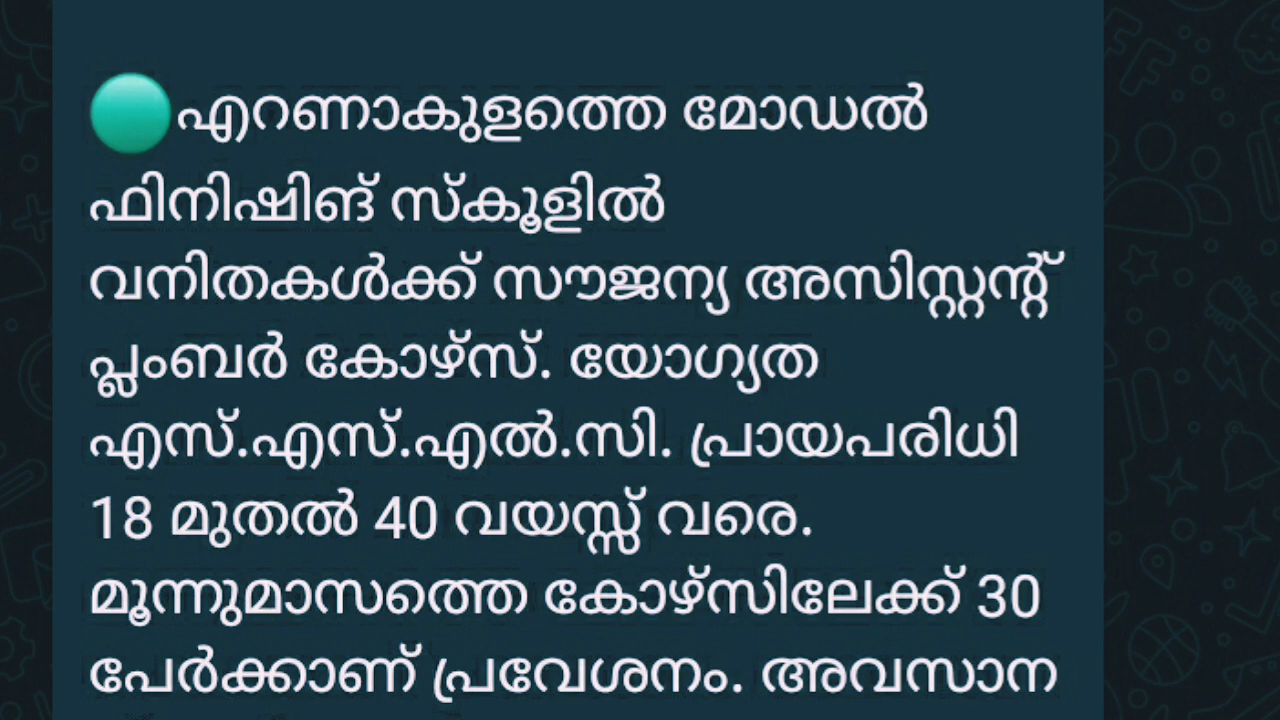 എറണാകുളത്തെ മോഡൽ
ഫിനിഷിങ് സ്കൂളിൽ
വനിതകൾക്ക് സൗജന്യ അസിസ്റ്റന്റ്
പ്ലംബർ കോഴ്സ്. യോഗ്യത
എസ്.എസ്.എൽ.സി. പ്രായപരിധി
18 മുതൽ 40 വയസ്സ് വരെ.
മൂന്നുമാസത്തെ കോഴ്സിലേക്ക് 30
പേർക്കാണ് പ്രവേശനം. അവസാന